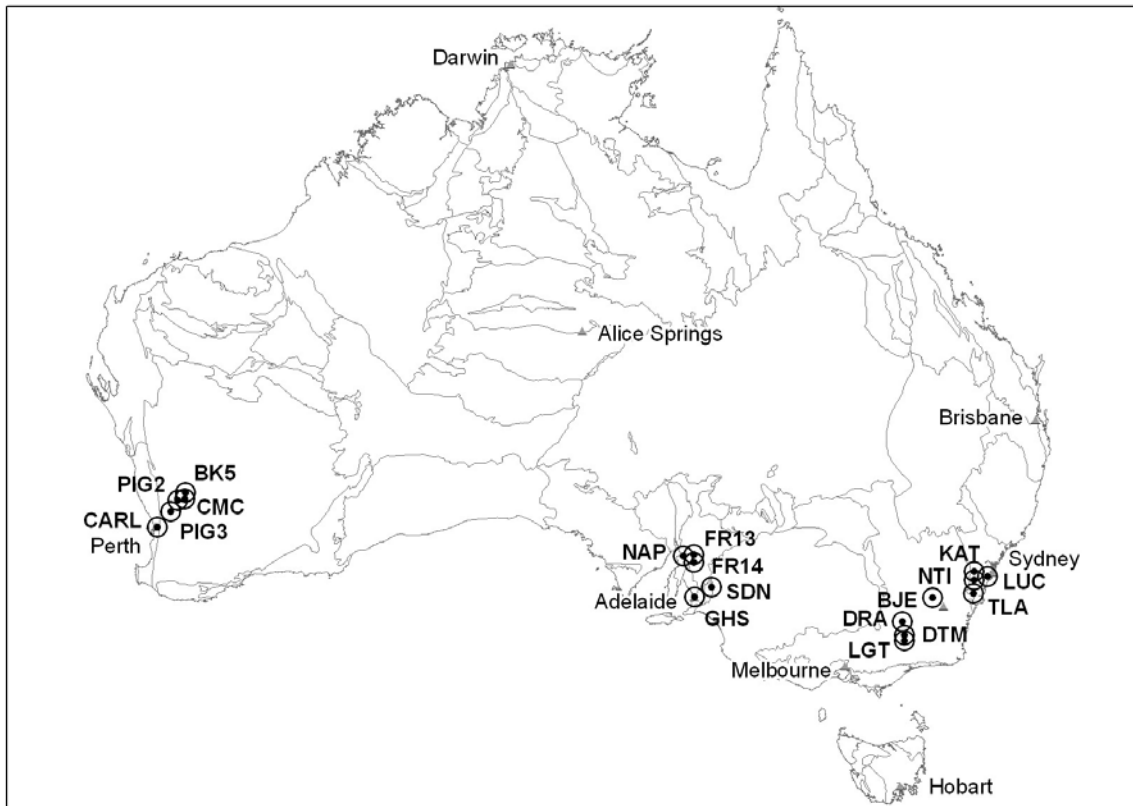 Darwin
Alice Springs
Brisbane
BK5
PIG2
CMC
CARL
PIG3
Perth
FR13
NAP
FR14
KAT
Sydney
NTI
LUC
SDN
Adelaide
BJE
TLA
GHS
DRA
DTM
LGT
Melbourne
Hobart